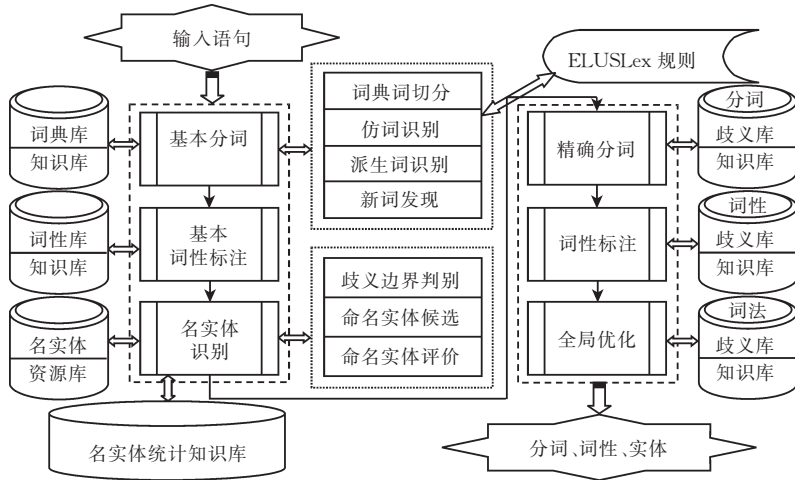 输入语句
ELUSLex 规则
词典库
知识库
基本分词
词典词切分
仿词识别
派生词识别
新词发现
精确分词
分词
歧义库
知识库
词性库
知识库
基本
词性标注
词性标注
词性
歧义库
知识库
名实体
资源库
名实体
识别
歧义边界判别
命名实体候选
命名实体评价
全局优化
词法
歧义库
知识库
名实体统计知识库
分词、词性、实体